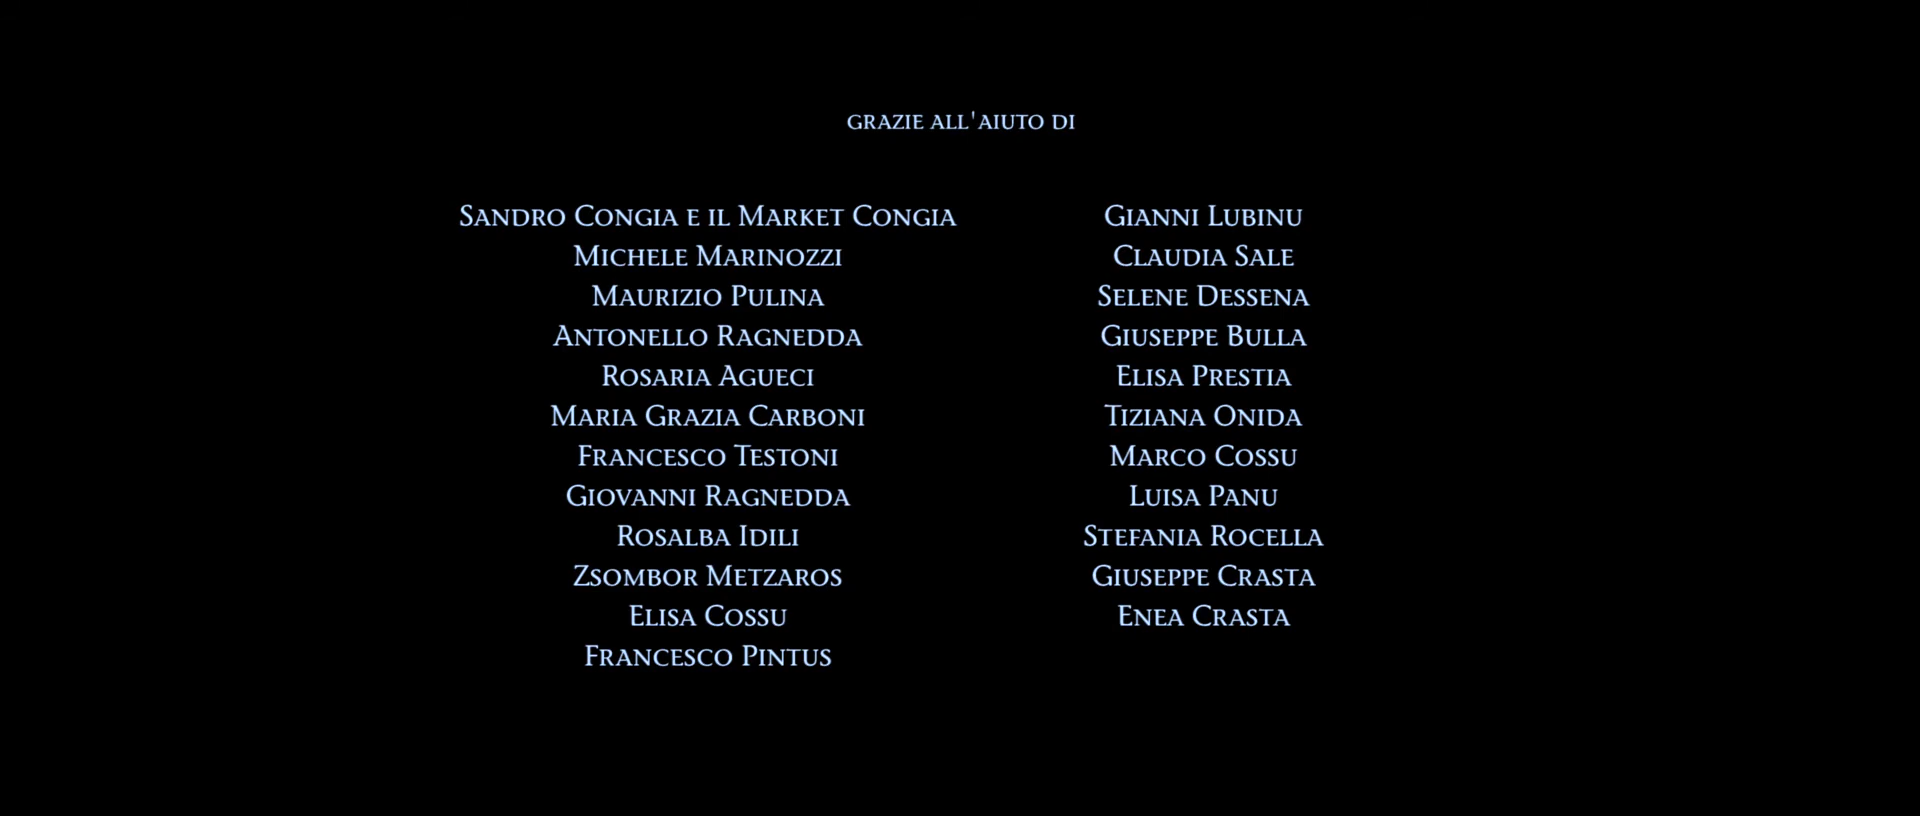 GRAZIE ALL'AIUTO DI
SANDRO CONGIA E IL MARKET CONGIA
MICHELE MARINOZZI
MAURIZIO PULINA
ANTONELLO RAGNEDDA
ROSARIA AGUECI
MARIA GRAZIA CARBONI
FRANCESCO TESTONI
GIOVANNI RAGNEDDA
ROSALBA IDILI
ZSOMBOR METZAROS
ELISA COSSU
FRANCESCO PINTUS
GIANNI LUBINU
CLAUDIA SALE
SELENE DESSENA
GIUSEPPE BULLA
ELISA PRESTIA
TIZIANA ONIDA
MARCO COSSU
LUISA PANU
STEFANIA ROCELLA
GIUSEPPE CRASTA
ENEA CRASTA